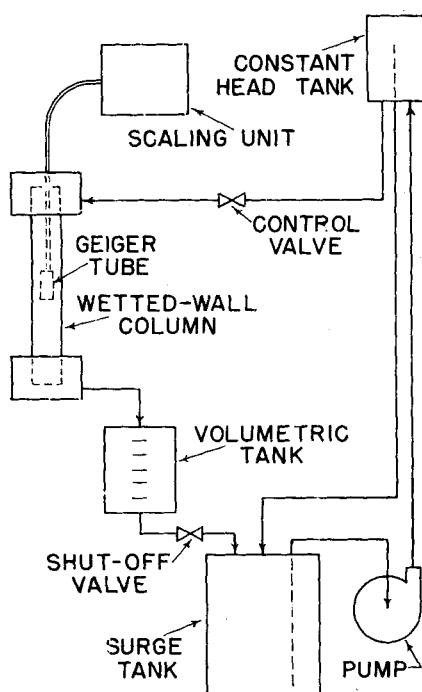 CONSTANT
HEAD TANK
SCALING UNIT
CONTROL
VALVE
GEIGER
TUBE
WETTED-WALL
COLUMN
VOLUMETRIC
TANK
SHUT-OFF
VALVE
SURGE
TANK
PUMP